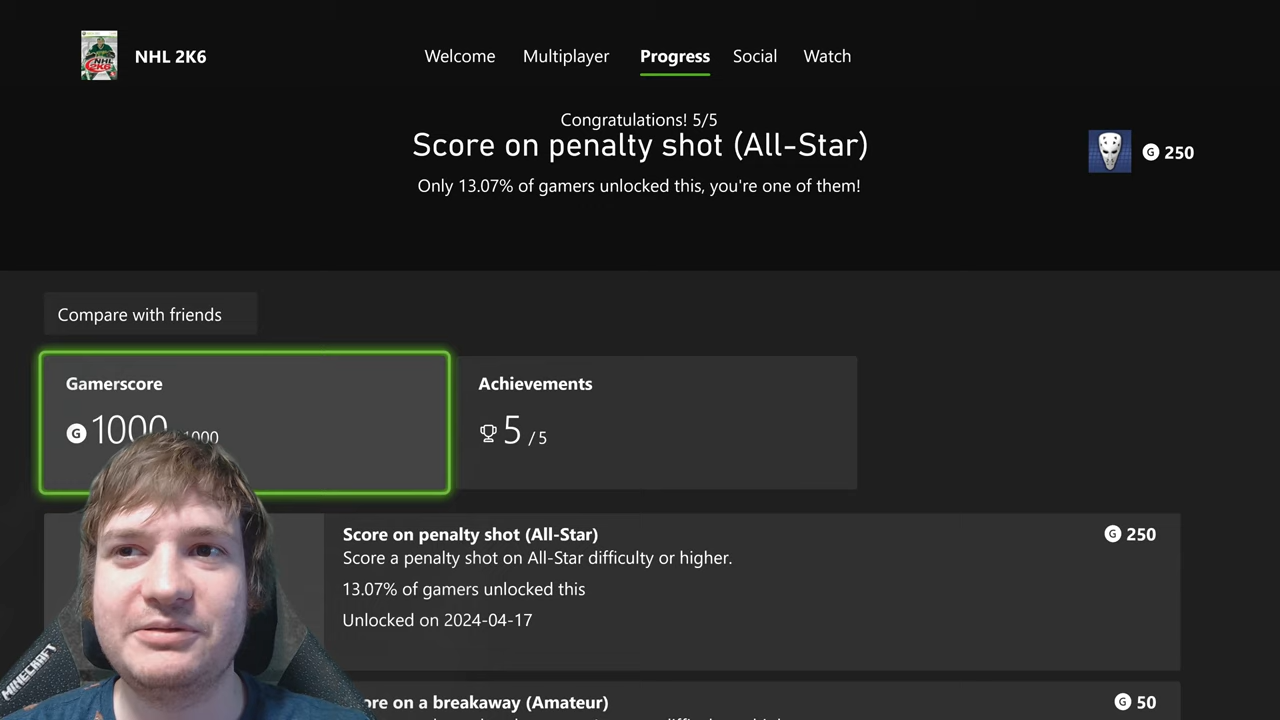 NHL 2K6
Welcome
Multiplayer
Progress
Social
Watch
Congratulations! 5/5
Score on penalty shot (All-Star)
Only 13.07% of gamers unlocked this, you're one of them!
G 250
Compare with friends
Gamerscore
G 1000 1000
Achievements
5 / 5
Score on penalty shot (All-Star)
G 250
Score a penalty shot on All-Star difficulty or higher.
13.07% of gamers unlocked this
Unlocked on 2024-04-17
ore on a breakaway (Amateur)
G 50
MINECRAFT